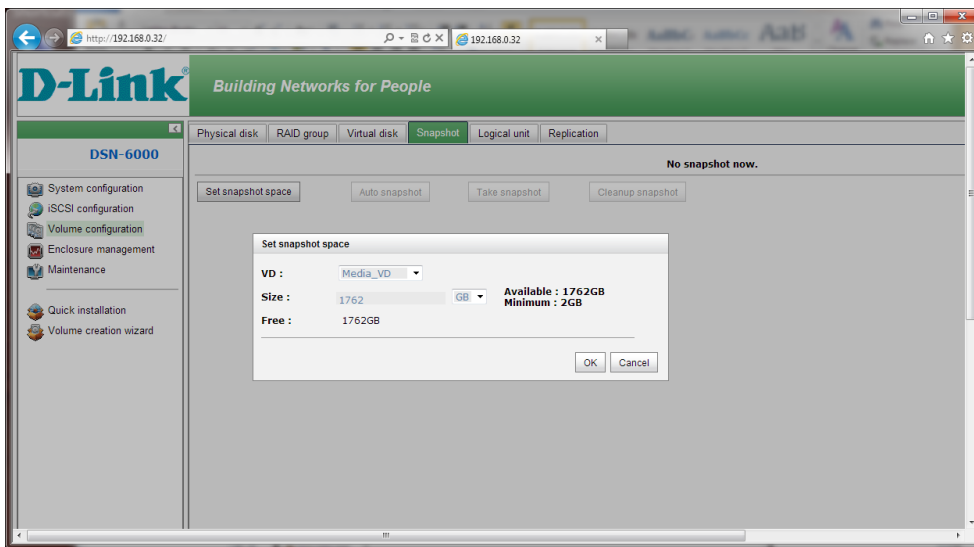 http://192.168.0.32/
192.168.0.32
D-Link®
Building Networks for People
DSN-6000
System configuration
iSCSI configuration
Volume configuration
Enclosure management
Maintenance
Quick installation
Volume creation wizard
Physical disk RAID group Virtual disk Snapshot Logical unit Replication
No snapshot now.
Set snapshot space Auto snapshot Take snapshot Cleanup snapshot
Set snapshot space
VD : Media_VD
Size : 1762 GB Available : 1762GB
Minimum : 2GB
Free : 1762GB
OK Cancel